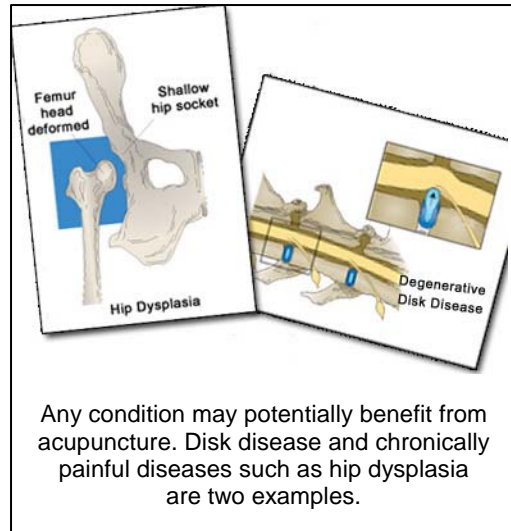 Femur
head
deformed
Shallow
hip socket
Hip Dysplasia
Degenerative
Disk Disease
Any condition may potentially benefit from
acupuncture. Disk disease and chronically
painful diseases such as hip dysplasia
are two examples.